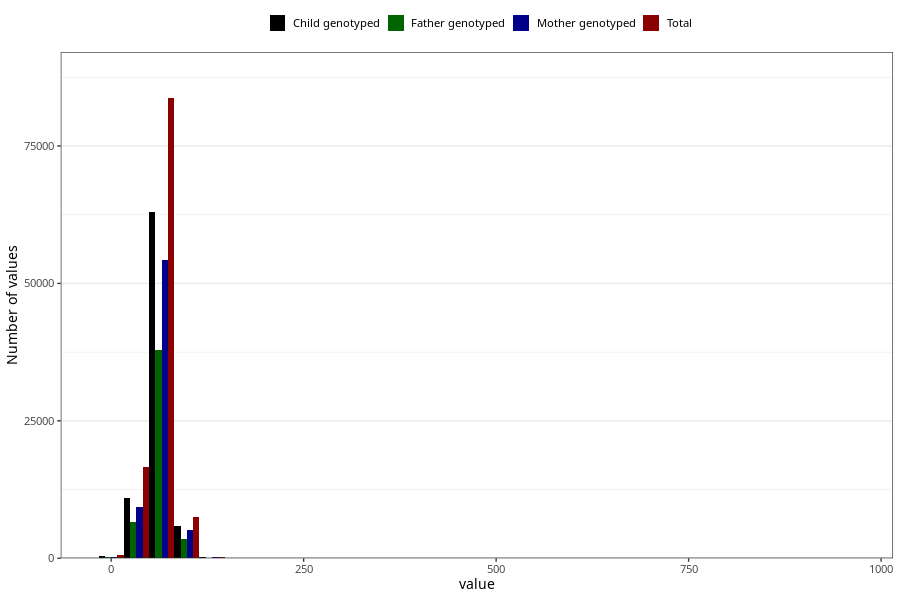 Child genotyped Father genotyped Mother genotyped Total
Number of values
75000
50000
25000
0
0 250 500 750 1000
value